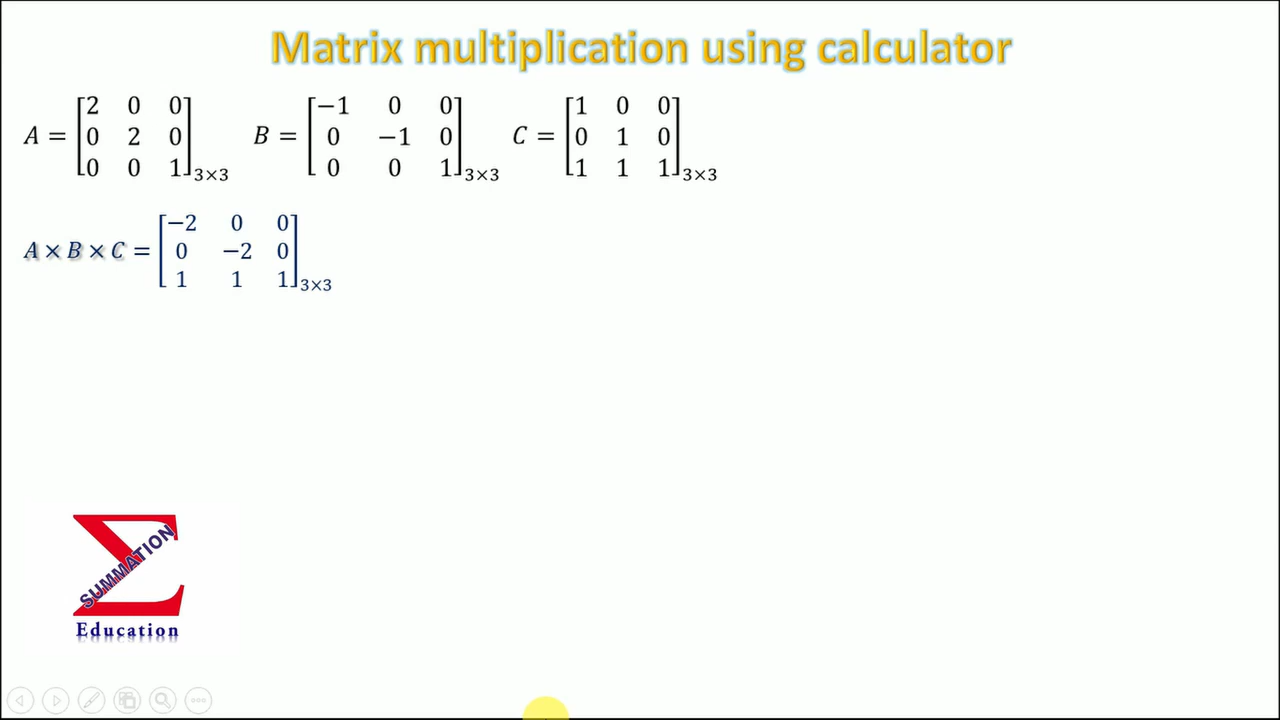 Matrix multiplication using calculator
A = [2 0 0; 0 2 0; 0 0 1]3×3 B = [−1 0 0; 0 −1 0; 0 0 1]3×3 C = [1 0 0; 0 1 0; 1 1 1]3×3
A × B × C = [−2 0 0; 0 −2 0; 1 1 1]3×3
SUMMATION
Education